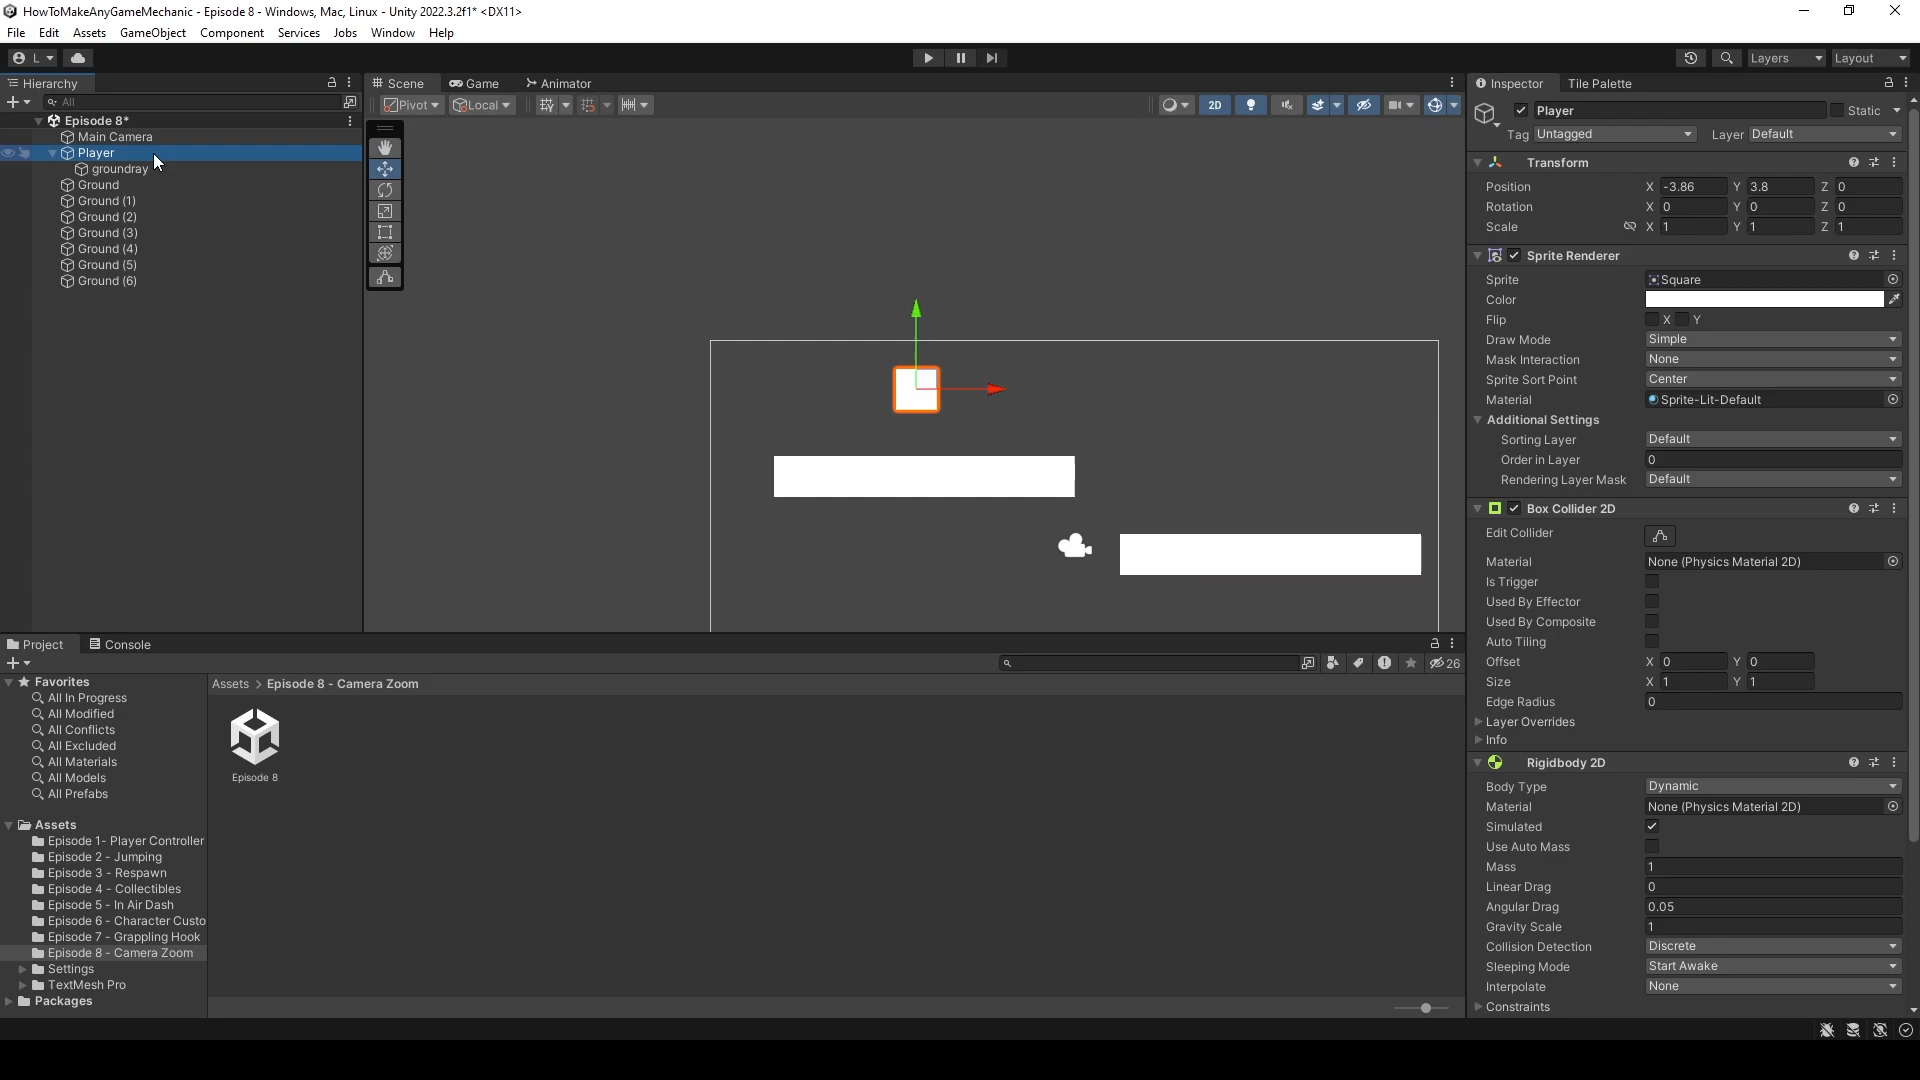 HowToMakeAnyGameMechanic - Episode 8 - Windows, Mac, Linux - Unity 2022.3.2f1* <DX11>
File Edit Assets GameObject Component Services Jobs Window Help
L Layers Layout
Hierarchy
All
Episode 8*
Main Camera
Player
groundray
Ground
Ground (1)
Ground (2)
Ground (3)
Ground (4)
Ground (5)
Ground (6)
Scene Game Animator
Pivot Local 2D
Inspector Tile Palette
Player Static
Tag Untagged Layer Default
Transform
Position X -3.86 Y 3.8 Z 0
Rotation X 0 Y 0 Z 0
Scale X 1 Y 1 Z 1
Sprite Renderer
Sprite Square
Color
Flip X Y
Draw Mode Simple
Mask Interaction None
Sprite Sort Point Center
Material Sprite-Lit-Default
Additional Settings
Sorting Layer Default
Order in Layer 0
Rendering Layer Mask Default
Box Collider 2D
Edit Collider
Material None (Physics Material 2D)
Is Trigger
Used By Effector
Used By Composite
Auto Tiling
Offset X 0 Y 0
Size X 1 Y 1
Edge Radius 0
Layer Overrides
Info
Rigidbody 2D
Body Type Dynamic
Material None (Physics Material 2D)
Simulated
Use Auto Mass
Mass 1
Linear Drag 0
Angular Drag 0.05
Gravity Scale 1
Collision Detection Discrete
Sleeping Mode Start Awake
Interpolate None
Constraints
Project Console
26
Favorites
All In Progress
All Modified
All Conflicts
All Excluded
All Materials
All Models
All Prefabs
Assets
Episode 1- Player Controller
Episode 2 - Jumping
Episode 3 - Respawn
Episode 4 - Collectibles
Episode 5 - In Air Dash
Episode 6 - Character Custo
Episode 7 - Grappling Hook
Episode 8 - Camera Zoom
Settings
TextMesh Pro
Packages
Assets > Episode 8 - Camera Zoom
Episode 8